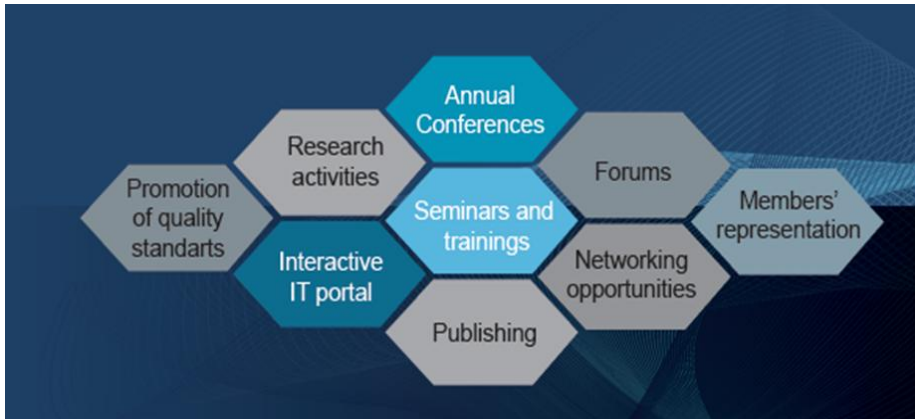 Annual
Conferences
Research
activities
Forums
Promotion
of quality
standarts
Seminars and
trainings
Members'
representation
Interactive
IT portal
Networking
opportunities
Publishing